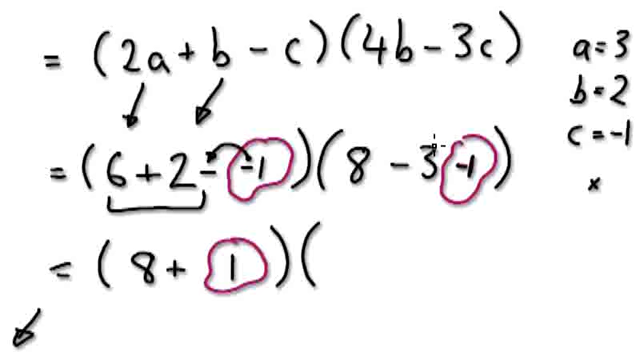 = (2a + b - c)(4b - 3c)
a = 3
b = 2
c = -1
= (6 + 2 - -1)(8 - 3 -1)
x
= (8 + 1)(